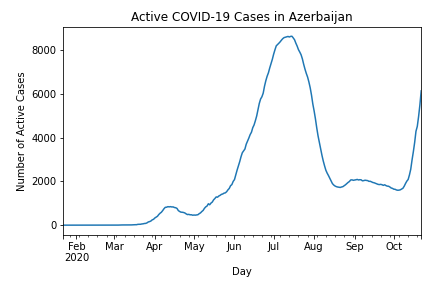 Active COVID-19 Cases in Azerbaijan
Number of Active Cases
8000
6000
4000
2000
0
Feb Mar Apr May Jun Jul Aug Sep Oct
2020
Day